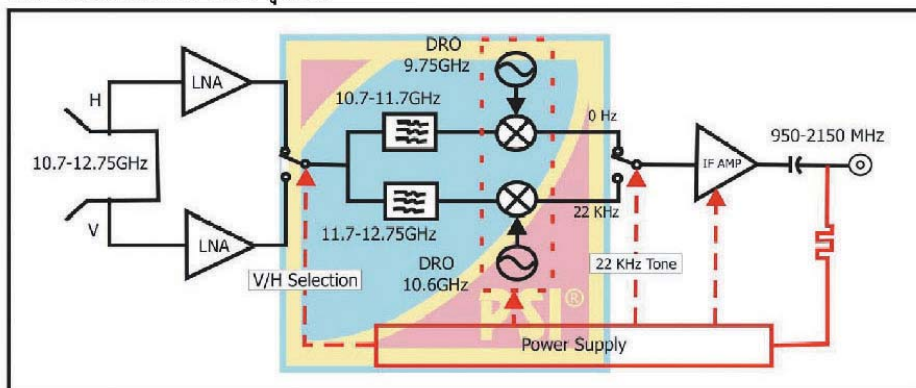 DRO
9.75GHz
H
LNA
10.7-11.7GHz
0 Hz
950-2150 MHz
10.7-12.75GHz
IF AMP
V
LNA
11.7-12.75GHz
22 KHz
V/H Selection
DRO
10.6GHz
22 KHz Tone
PSI®
Power Supply